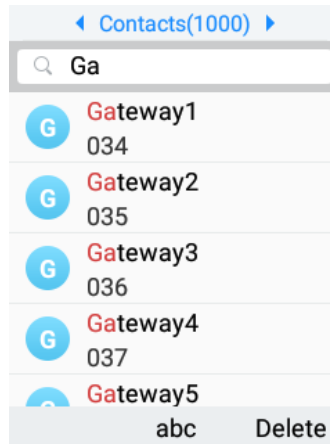 Contacts(1000)
Ga
G
Gateway1
034
G
Gateway2
035
G
Gateway3
036
G
Gateway4
037
Gateway5
abc Delete